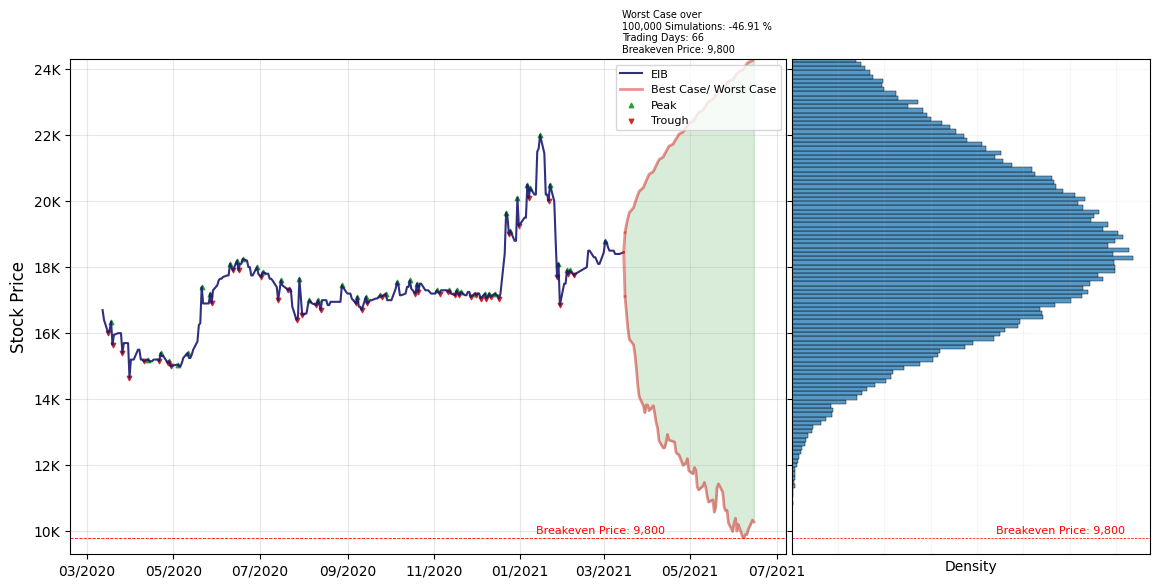 Worst Case over
100,000 Simulations: -46.91 %
Trading Days: 66
Breakeven Price: 9,800
EIB
Best Case/ Worst Case
Peak
Trough
Stock Price
24K
22K
20K
18K
16K
14K
12K
10K
Breakeven Price: 9,800
Breakeven Price: 9,800
03/2020 05/2020 07/2020 09/2020 11/2020 01/2021 03/2021 05/2021 07/2021
Density